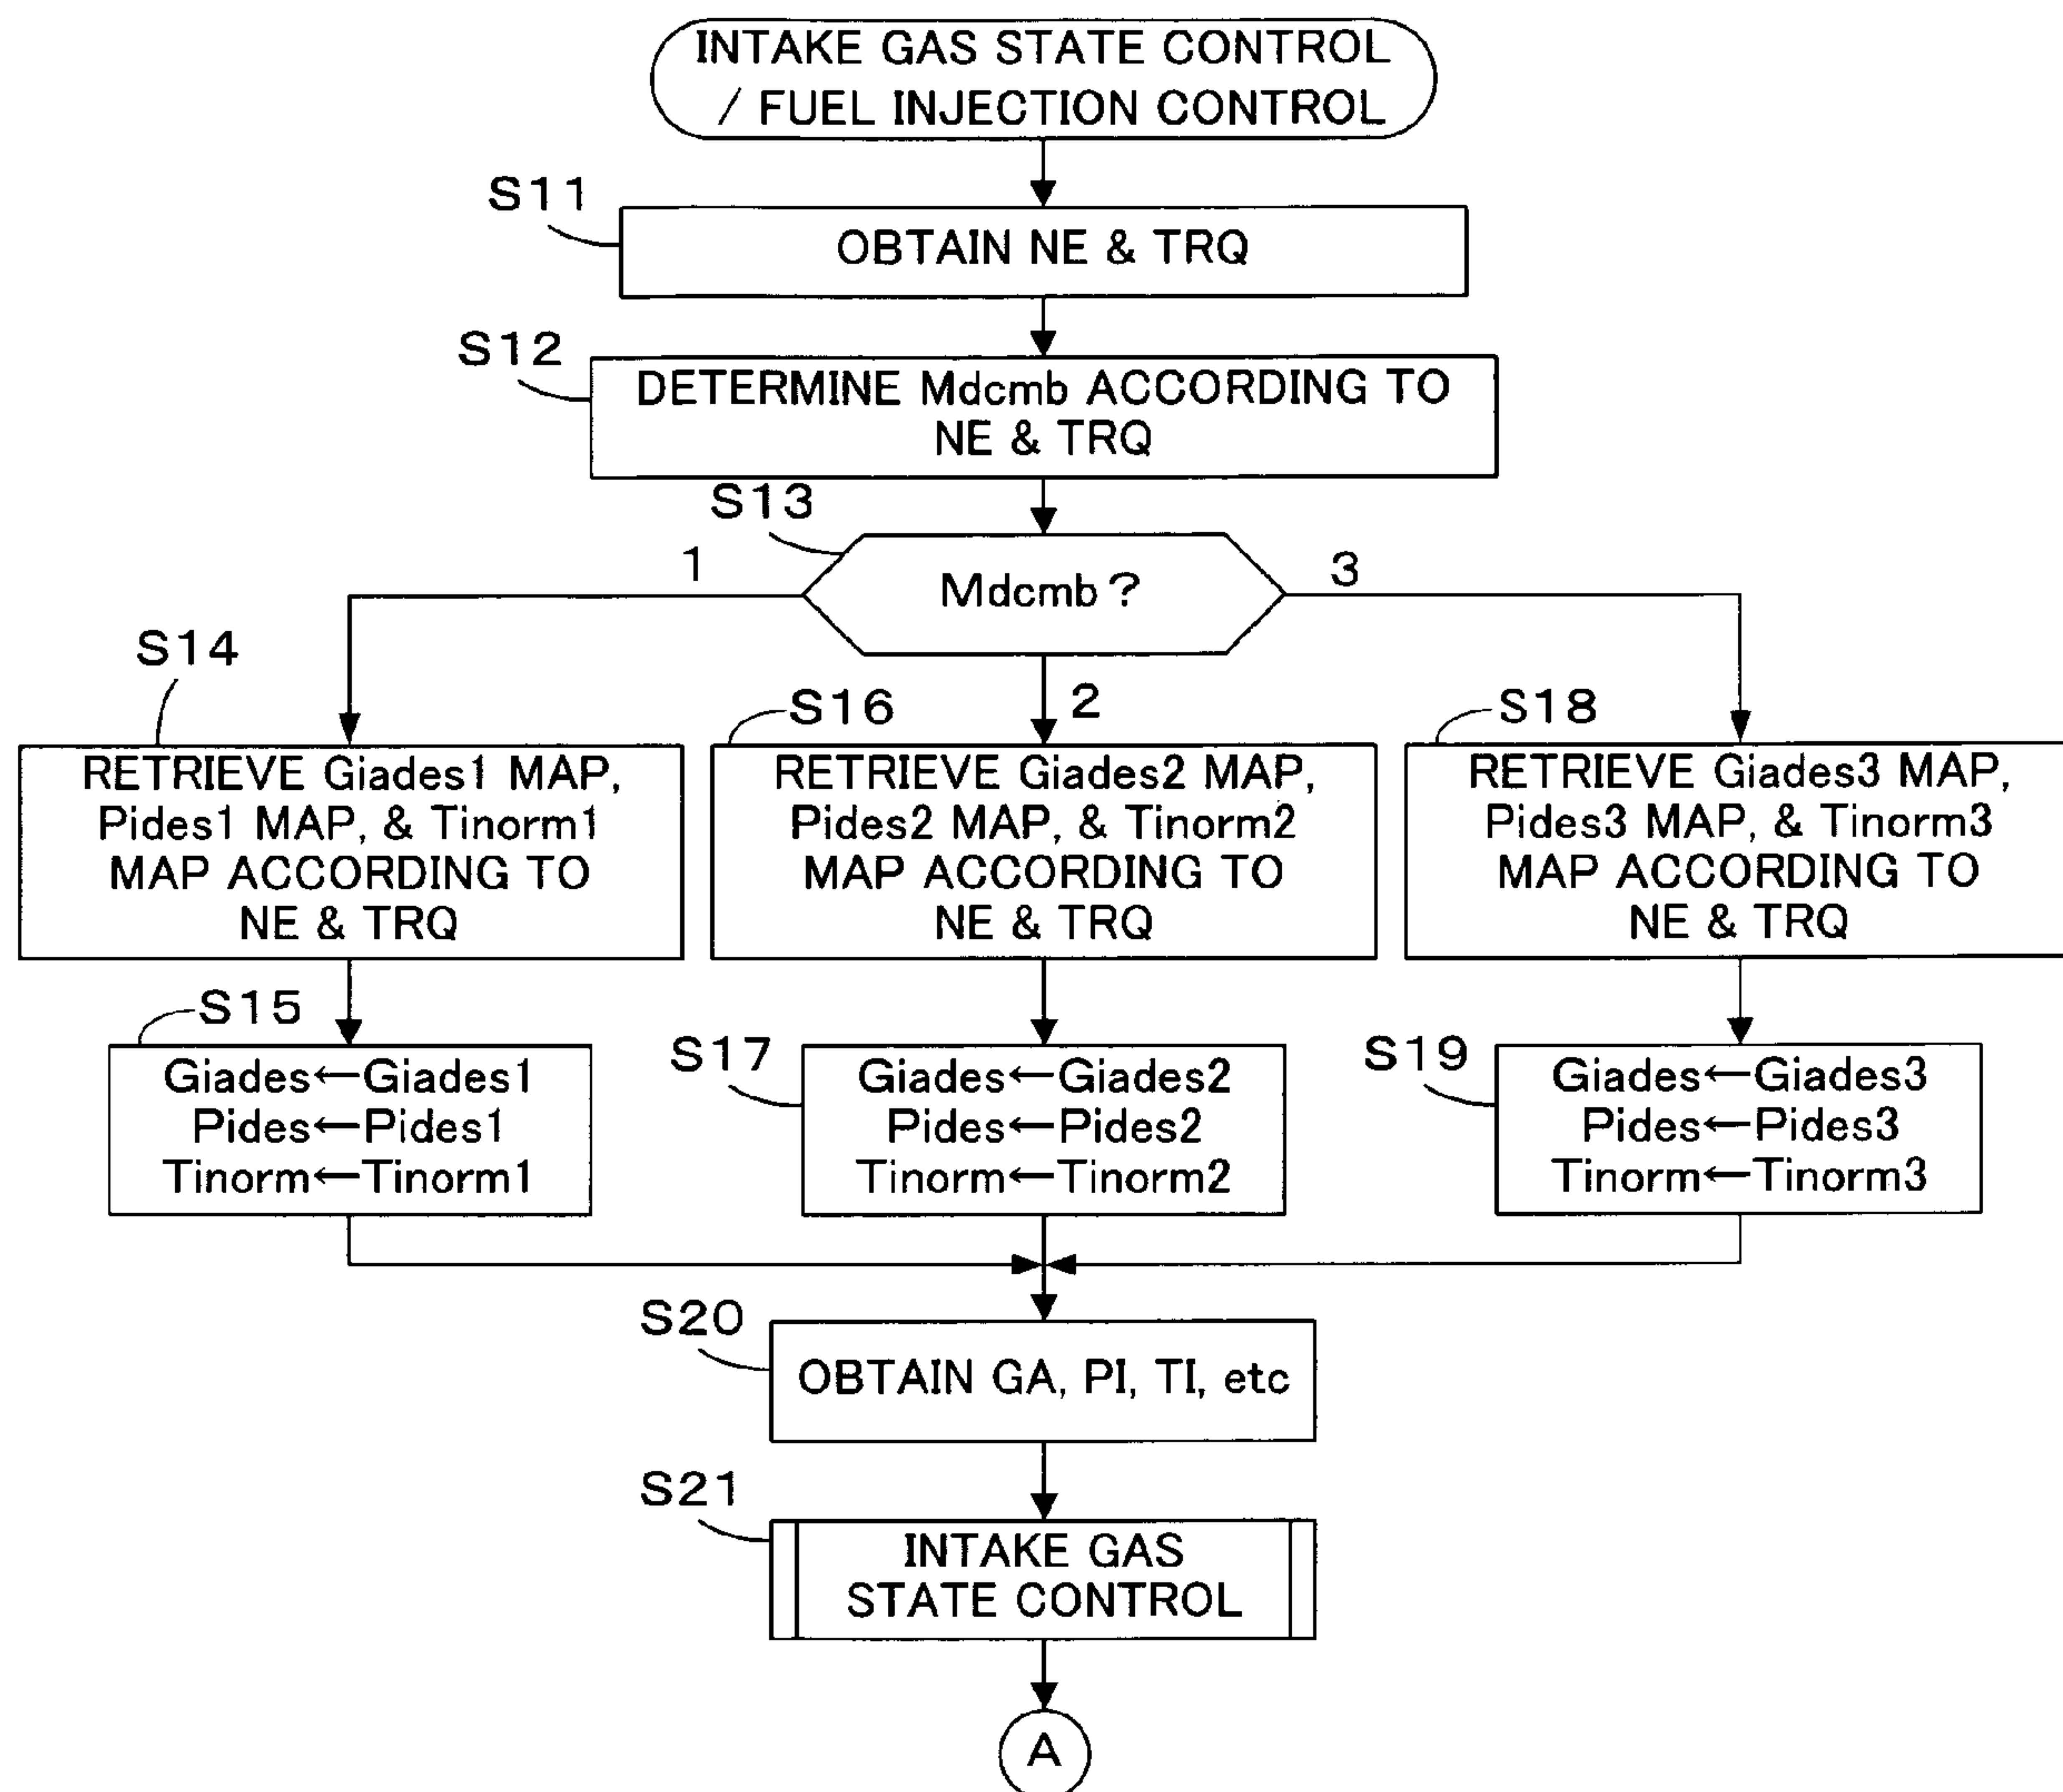 INTAKE GAS STATE CONTROL
/ FUEL INJECTION CONTROL
S11
OBTAIN NE & TRQ
S12
DETERMINE Mdcmb ACCORDING TO
NE & TRQ
S13
Mdcmb ?
1
3
2
S14
RETRIEVE Giades1 MAP,
Pides1 MAP, & Tinorm1
MAP ACCORDING TO
NE & TRQ
S16
RETRIEVE Giades2 MAP,
Pides2 MAP, & Tinorm2
MAP ACCORDING TO
NE & TRQ
S18
RETRIEVE Giades3 MAP,
Pides3 MAP, & Tinorm3
MAP ACCORDING TO
NE & TRQ
S15
Giades←Giades1
Pides←Pides1
Tinorm←Tinorm1
S17
Giades←Giades2
Pides←Pides2
Tinorm←Tinorm2
S19
Giades←Giades3
Pides←Pides3
Tinorm←Tinorm3
S20
OBTAIN GA, PI, TI, etc
S21
INTAKE GAS
STATE CONTROL
A